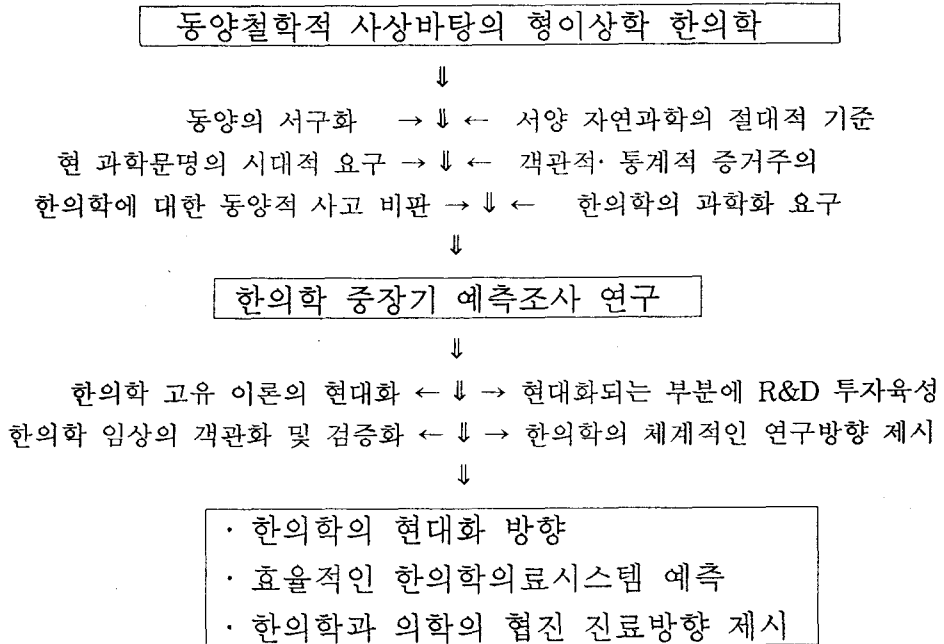 동양철학적 사상바탕의 형이상학 한의학
⇓
동양의 서구화 → ⇓ ← 서양 자연과학의 절대적 기준
현 과학문명의 시대적 요구 → ⇓ ← 객관적· 통계적 증거주의
한의학에 대한 동양적 사고 비판 → ⇓ ← 한의학의 과학화 요구
⇓
한의학 중장기 예측조사 연구
⇓
한의학 고유 이론의 현대화 ← ⇓ → 현대화되는 부분에 R&D 투자육성
한의학 임상의 객관화 및 검증화 ← ⇓ → 한의학의 체계적인 연구방향 제시
⇓
· 한의학의 현대화 방향
· 효율적인 한의학의료시스템 예측
· 한의학과 의학의 협진 진료방향 제시